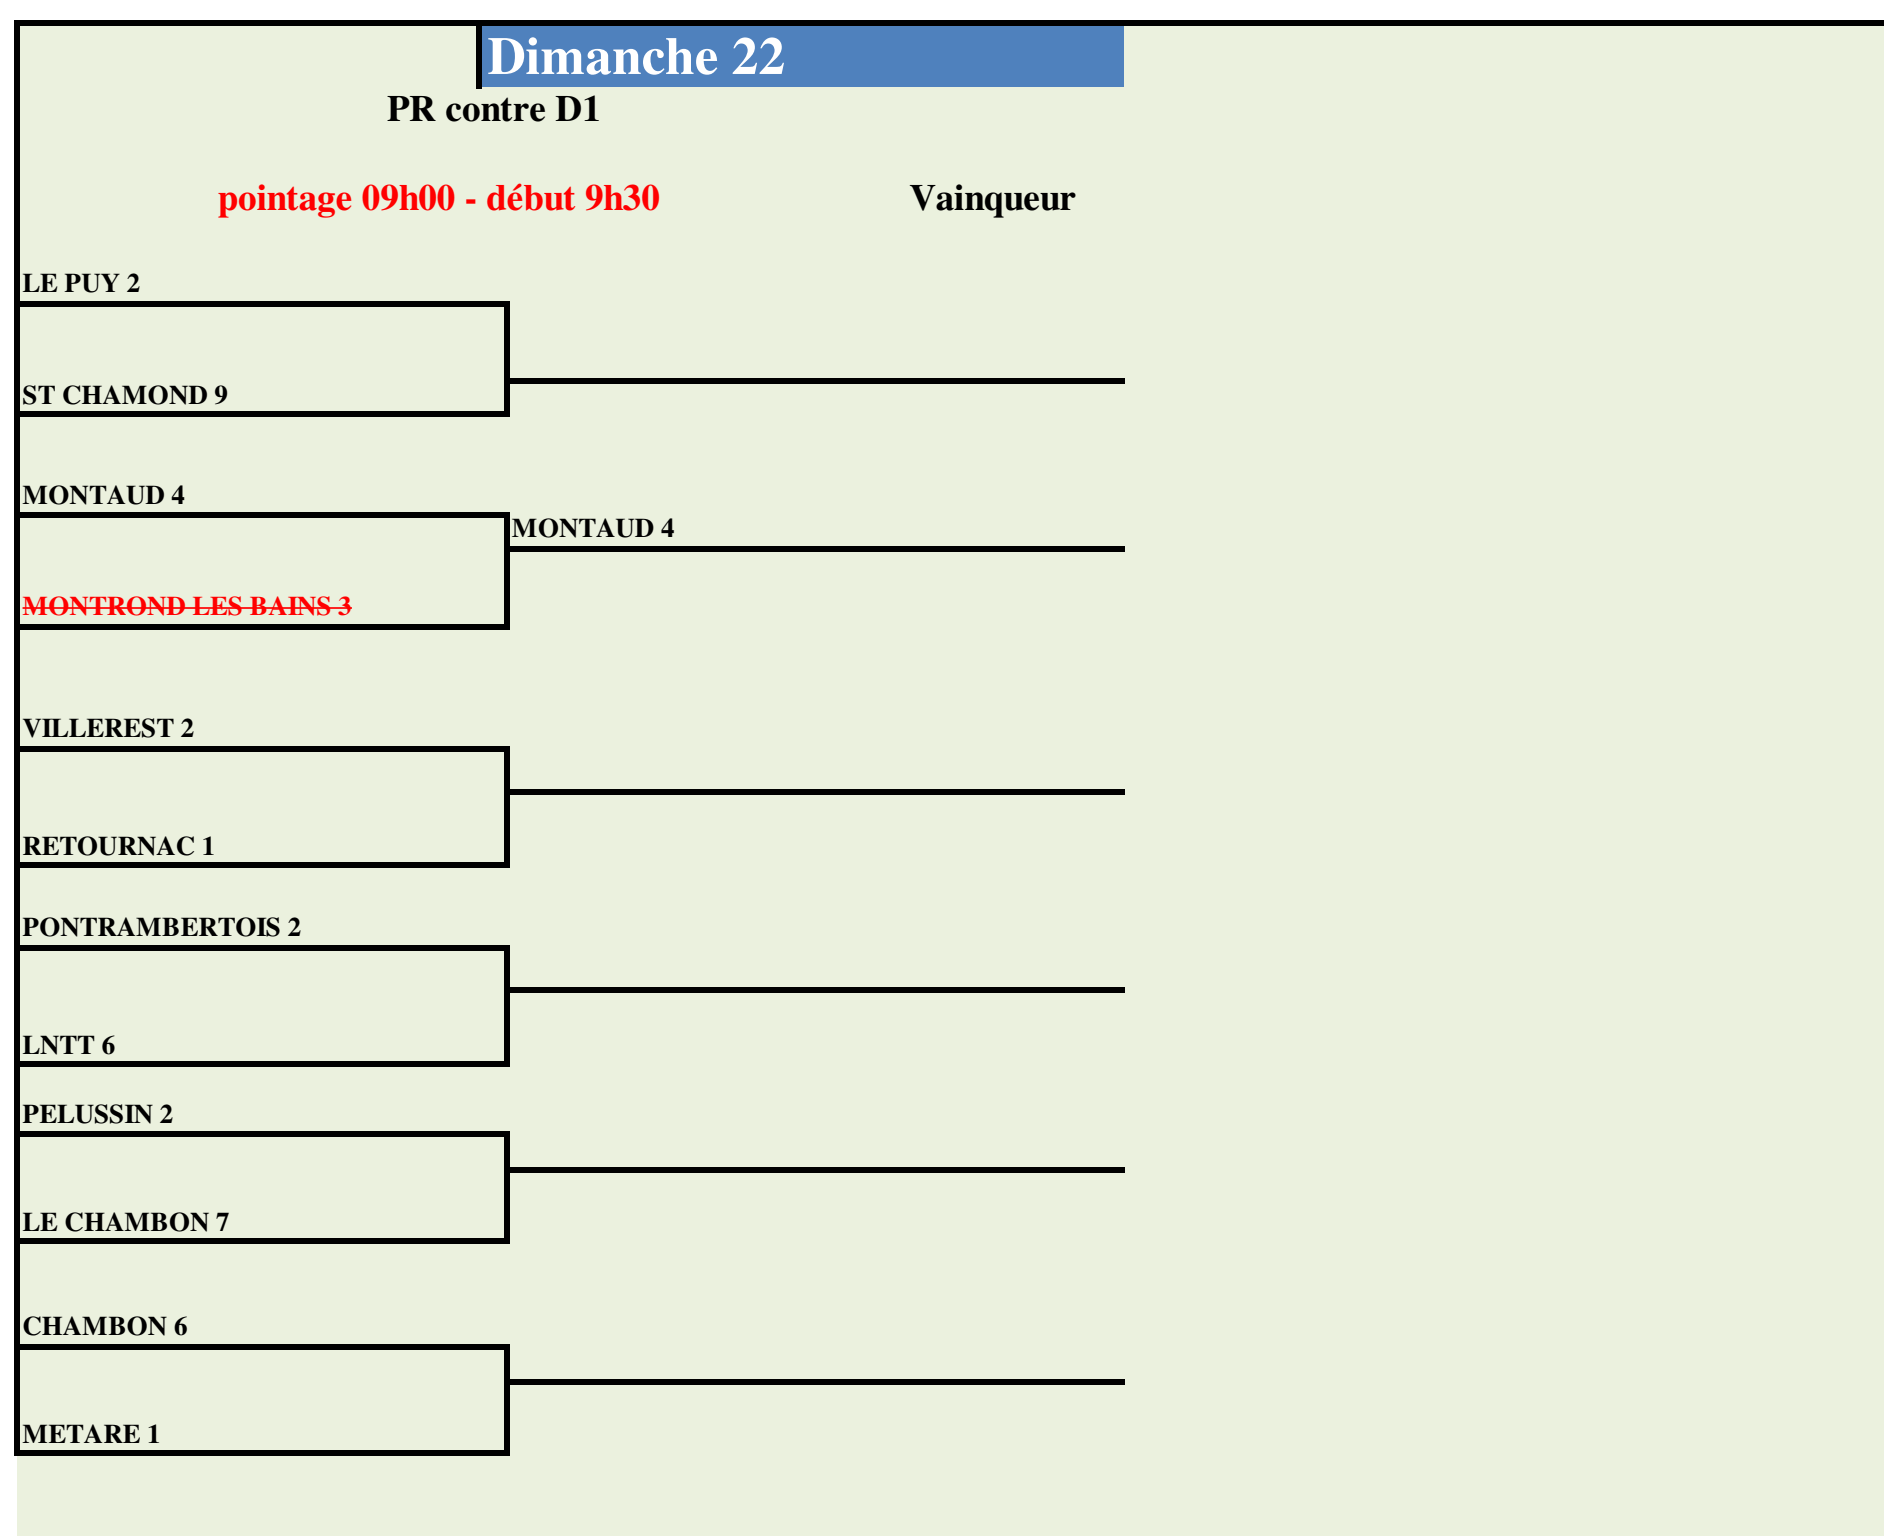 Dimanche 22
PR contre D1
pointage 09h00 - début 9h30 Vainqueur
LE PUY 2
ST CHAMOND 9
MONTAUD 4
MONTAUD 4
MONTROND LES BAINS 3
VILLEREST 2
RETOURNAC 1
PONTRAMBERTOIS 2
LNTT 6
PELUSSIN 2
LE CHAMBON 7
CHAMBON 6
METARE 1